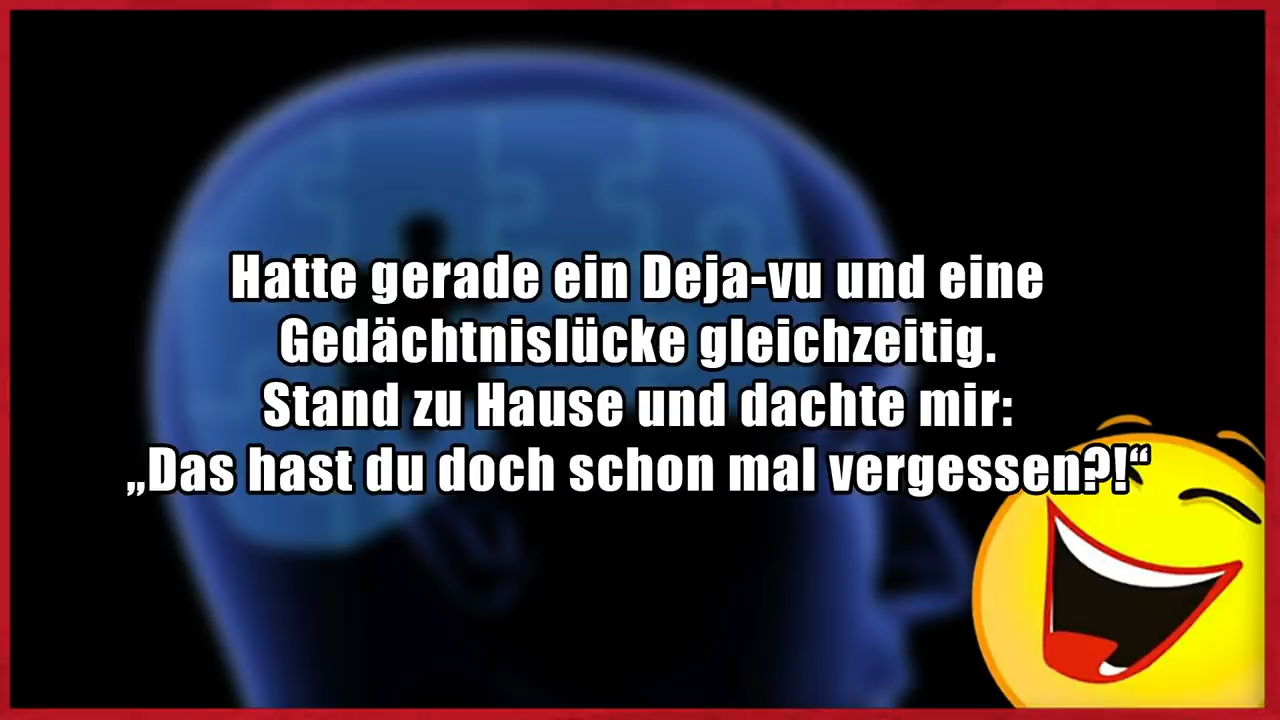 Hatte gerade ein Deja-vu und eine
Gedächtnislücke gleichzeitig.
Stand zu Hause und dachte mir:
„Das hast du doch schon mal vergessen?!“